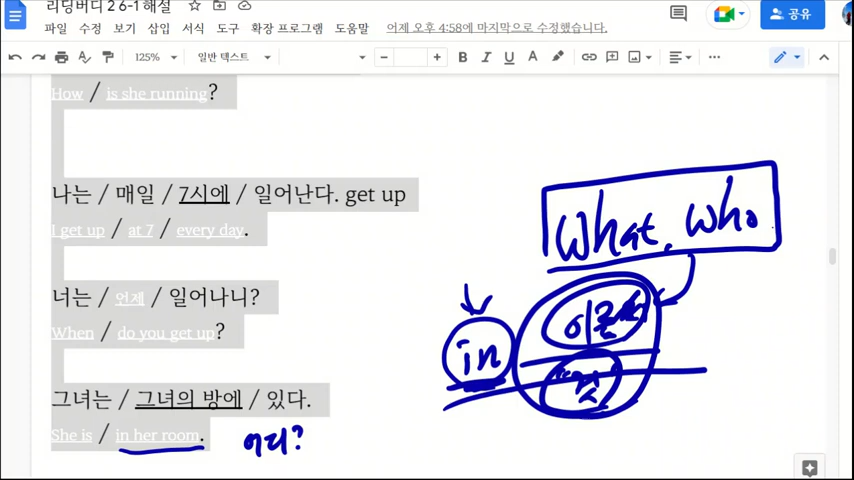 리딩버디 2 6-1 해설
파일 수정 보기 삽입 서식 도구 확장 프로그램 도움말 어제 오후 4:58에 마지막으로 수정했습니다.
공유
125% 일반 텍스트 B I U A
How / is she running?
나는 / 매일 / 7시에 / 일어난다. get up
I get up / at 7 / every day.
너는 / 언제 / 일어나니?
When / do you get up?
그녀는 / 그녀의 방에 / 있다.
She is / in her room.
어디?
What, who
in
"것"